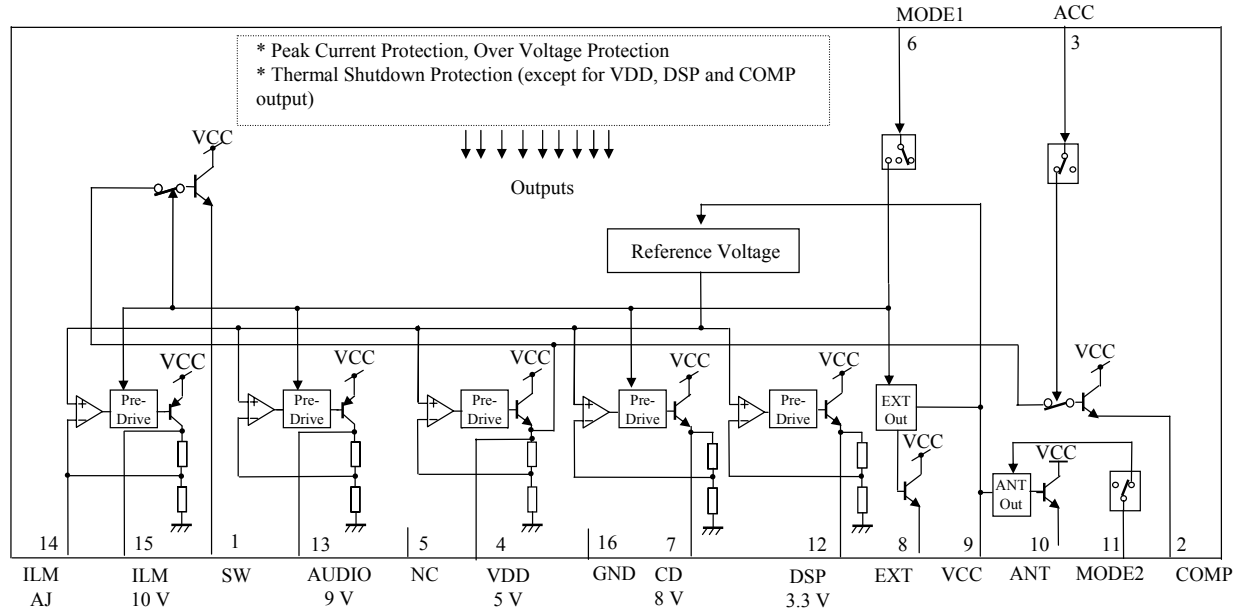 MODE1 ACC
6 3
* Peak Current Protection, Over Voltage Protection
* Thermal Shutdown Protection (except for VDD, DSP and COMP
output)
VCC
Outputs
Reference Voltage
VCC VCC VCC VCC VCC VCC
+
−
Pre-
Drive
+
−
Pre-
Drive
+
−
Pre-
Drive
+
−
Pre-
Drive
+
−
Pre-
Drive
EXT
Out
VCC
VCC
ANT
Out
14 15 1 13 5 4 16 7 12 8 9 10 11 2
ILM ILM SW AUDIO NC VDD GND CD DSP EXT VCC ANT MODE2 COMP
AJ 10 V 9 V 5 V 8 V 3.3 V